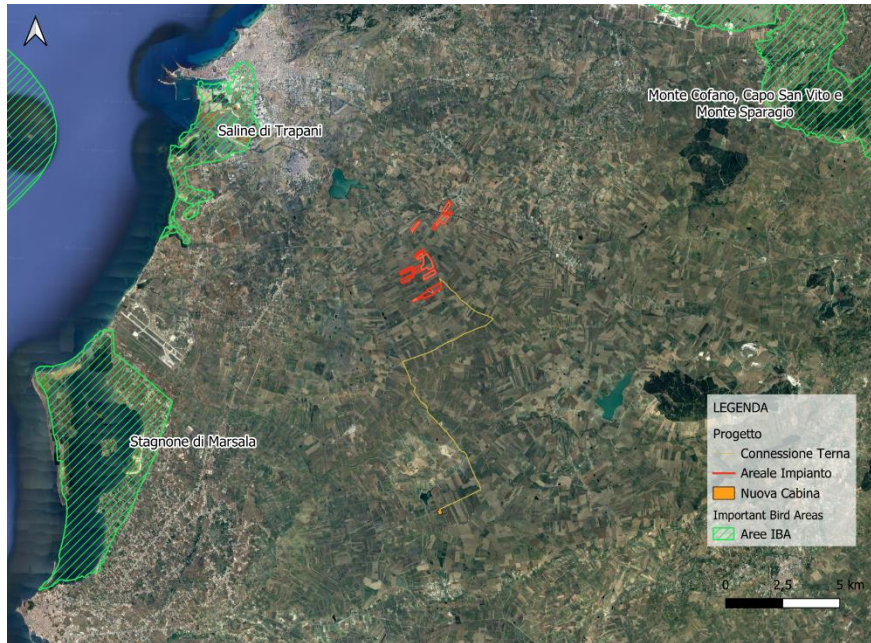 Monte Cofano, Capo San Vito e
Monte Sparagio
Saline di Trapani
Stagnone di Marsala
LEGENDA
Progetto
Connessione Terna
Areale Impianto
Nuova Cabina
Important Bird Areas
Aree IBA
0 2,5 5 km